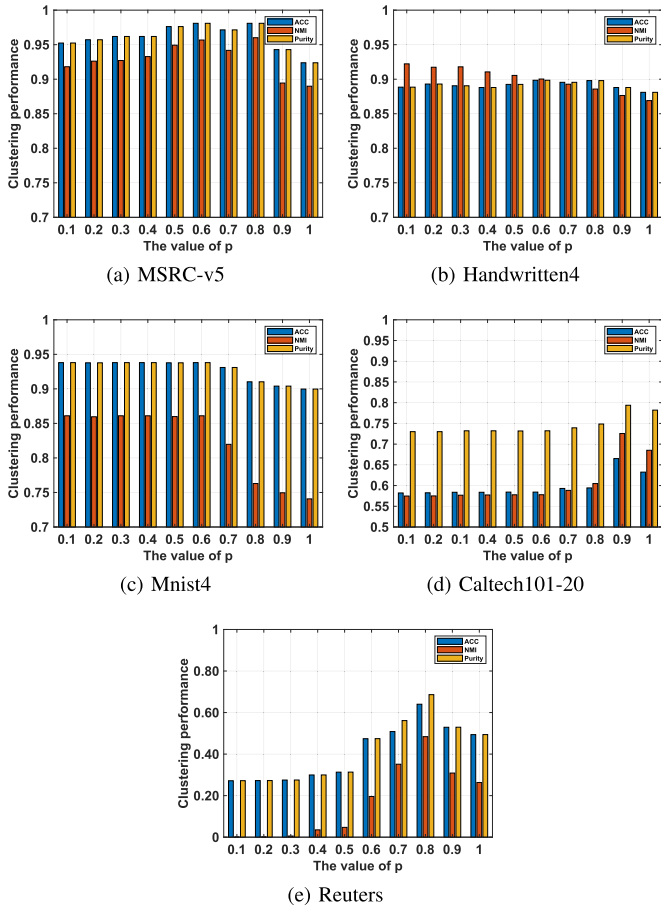 1
0.95
0.9
0.85
0.8
0.75
0.7
Clustering performance
ACC
NMI
Purity
0.1 0.2 0.3 0.4 0.5 0.6 0.7 0.8 0.9 1
The value of p
(a) MSRC-v5
1
0.95
0.9
0.85
0.8
0.75
0.7
Clustering performance
ACC
NMI
Purity
0.1 0.2 0.3 0.4 0.5 0.6 0.7 0.8 0.9 1
The value of p
(b) Handwritten4
1
0.95
0.9
0.85
0.8
0.75
0.7
Clustering performance
ACC
NMI
Purity
0.1 0.2 0.3 0.4 0.5 0.6 0.7 0.8 0.9 1
The value of p
(c) Mnist4
1
0.95
0.9
0.85
0.8
0.75
0.7
0.65
0.6
0.55
0.5
Clustering performance
ACC
NMI
Purity
0.1 0.2 0.3 0.4 0.5 0.6 0.7 0.8 0.9 1
The value of p
(d) Caltech101-20
1
0.80
0.60
0.40
0.20
0
Clustering performance
ACC
NMI
Purity
0.1 0.2 0.3 0.4 0.5 0.6 0.7 0.8 0.9 1
The value of p
(e) Reuters